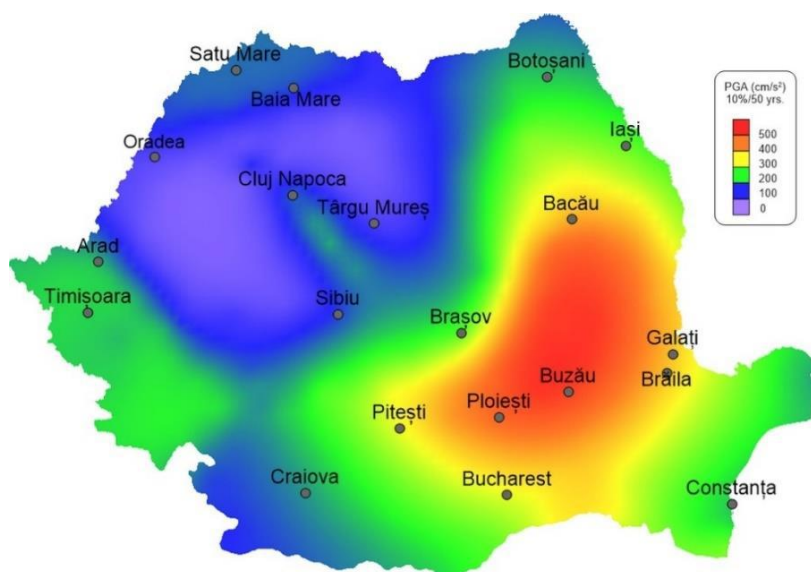 Satu Mare
Botoșani
Baia Mare
PGA (cm/s²)
10%/50 yrs.
500
400
300
200
100
0
Iași
Oradea
Cluj Napoca
Târgu Mureș
Bacău
Arad
Timișoara
Sibiu
Brașov
Galați
Brăila
Buzău
Ploiești
Pitești
Craiova
Bucharest
Constanța